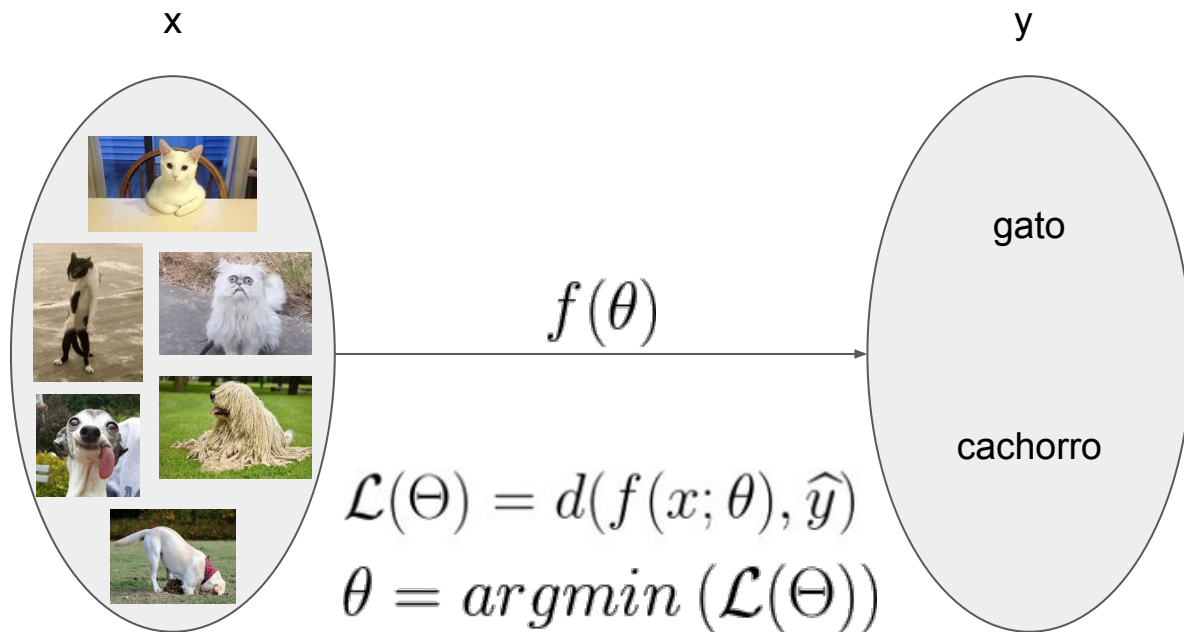 x
y
gato
f(θ)
cachorro
𝓛(Θ) = d(f(x; θ), ŷ)
θ = argmin (𝓛(Θ))